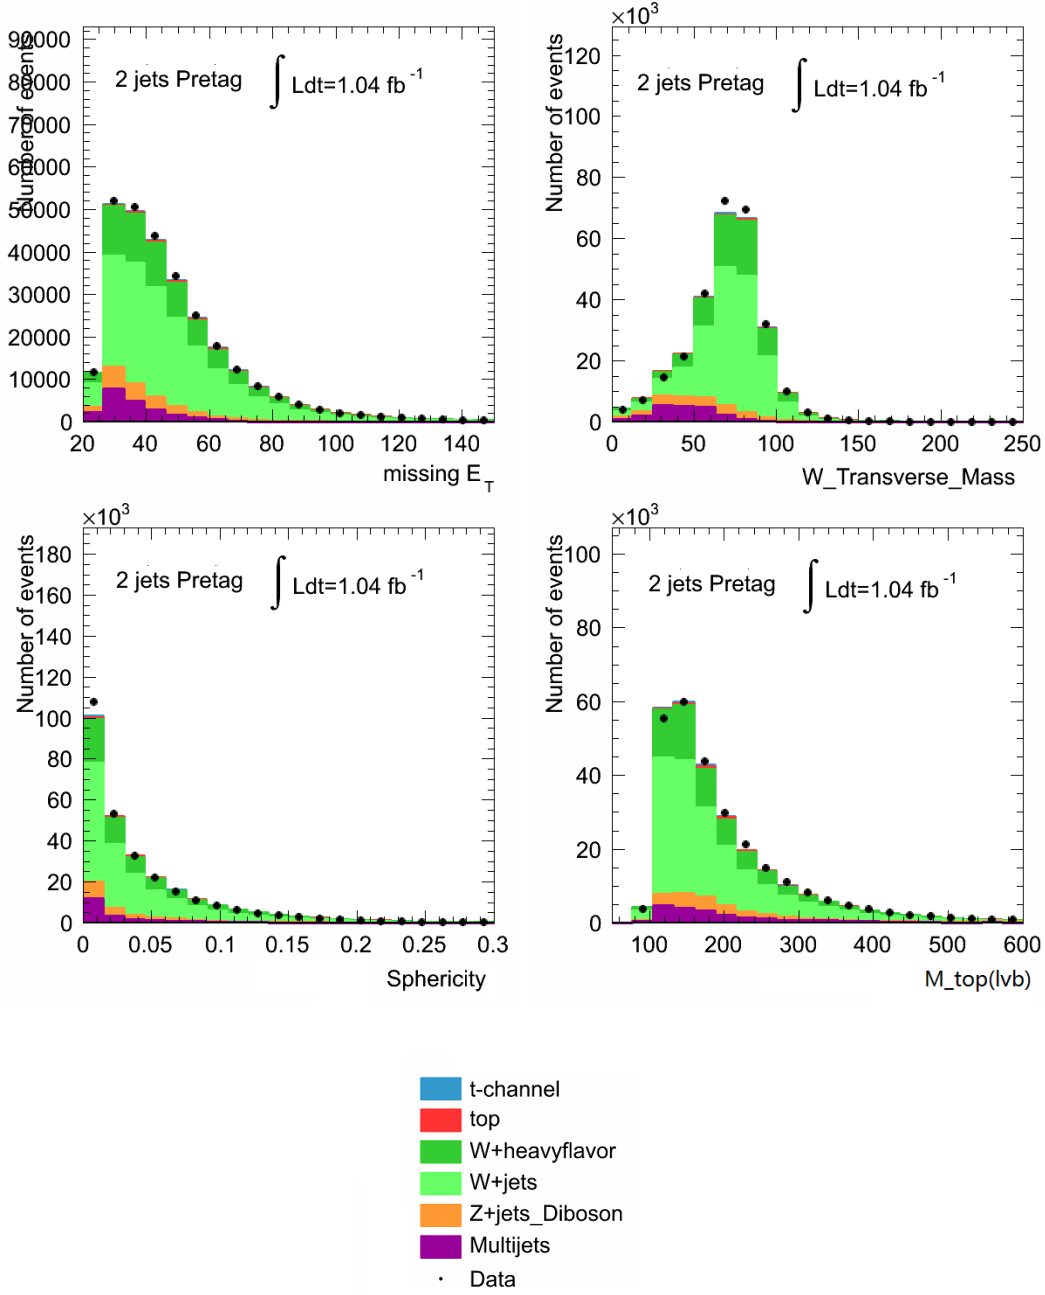 90000
80000
70000
60000
50000
40000
30000
20000
10000
0
Number of events
2 jets Pretag ∫ Ldt=1.04 fb⁻¹
20 40 60 80 100 120 140
missing E_T
×10³
120
100
80
60
40
20
0
Number of events
2 jets Pretag ∫ Ldt=1.04 fb⁻¹
0 50 100 150 200 250
W_Transverse_Mass
×10³
180
160
140
120
100
80
60
40
20
0
Number of events
2 jets Pretag ∫ Ldt=1.04 fb⁻¹
0 0.05 0.1 0.15 0.2 0.25 0.3
Sphericity
×10³
100
80
60
40
20
0
Number of events
2 jets Pretag ∫ Ldt=1.04 fb⁻¹
100 200 300 400 500 600
M_top(lvb)
t-channel
top
W+heavyflavor
W+jets
Z+jets_Diboson
Multijets
Data